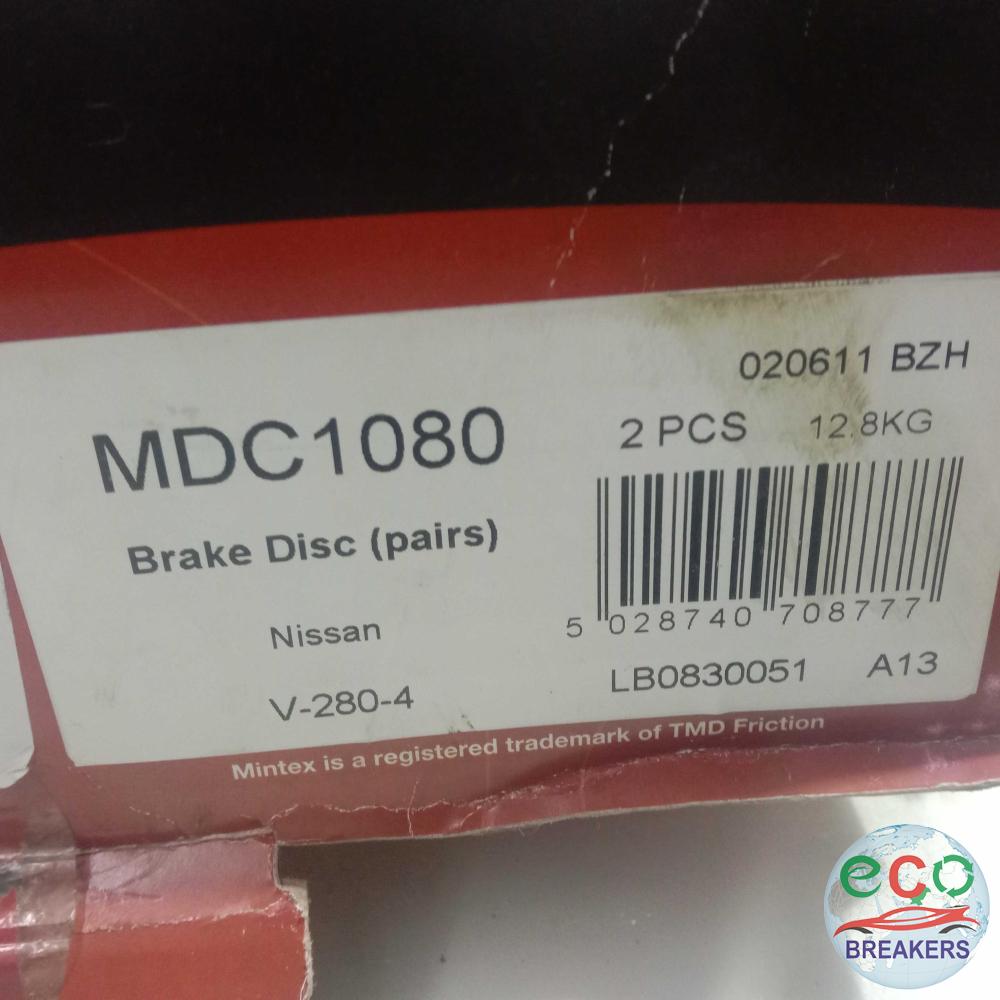 020611 BZH
MDC1080
2 PCS 12.8KG
Brake Disc (pairs)
Nissan
5 028740 708777
V-280-4
LB0830051 A13
Mintex is a registered trademark of TMD Friction
eco
BREAKERS